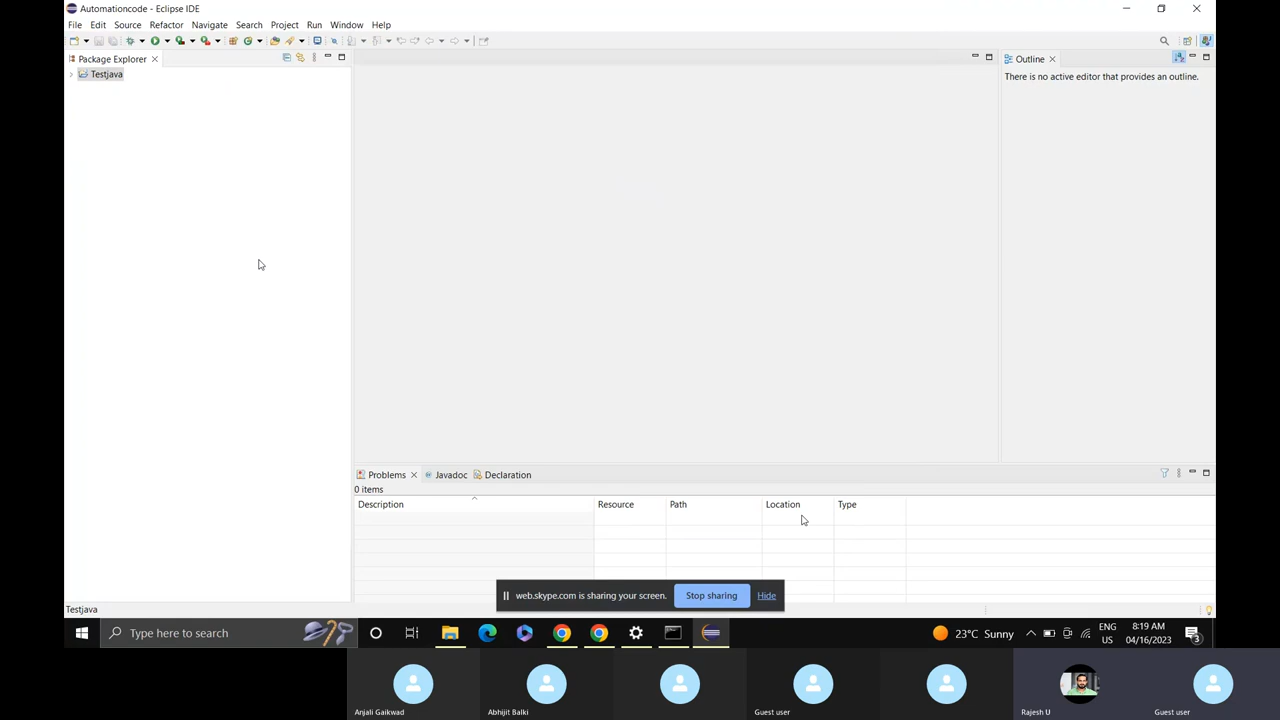 Automationcode - Eclipse IDE
File Edit Source Refactor Navigate Search Project Run Window Help
Package Explorer
Testjava
Outline
There is no active editor that provides an outline.
Problems Javadoc Declaration
0 items
Description Resource Path Location Type
web.skype.com is sharing your screen. Stop sharing Hide
Testjava
Type here to search
23°C Sunny
ENG
US
8:19 AM
04/16/2023
3
Anjali Gaikwad
Abhijit Balki
Guest user
Rajesh U
Guest user